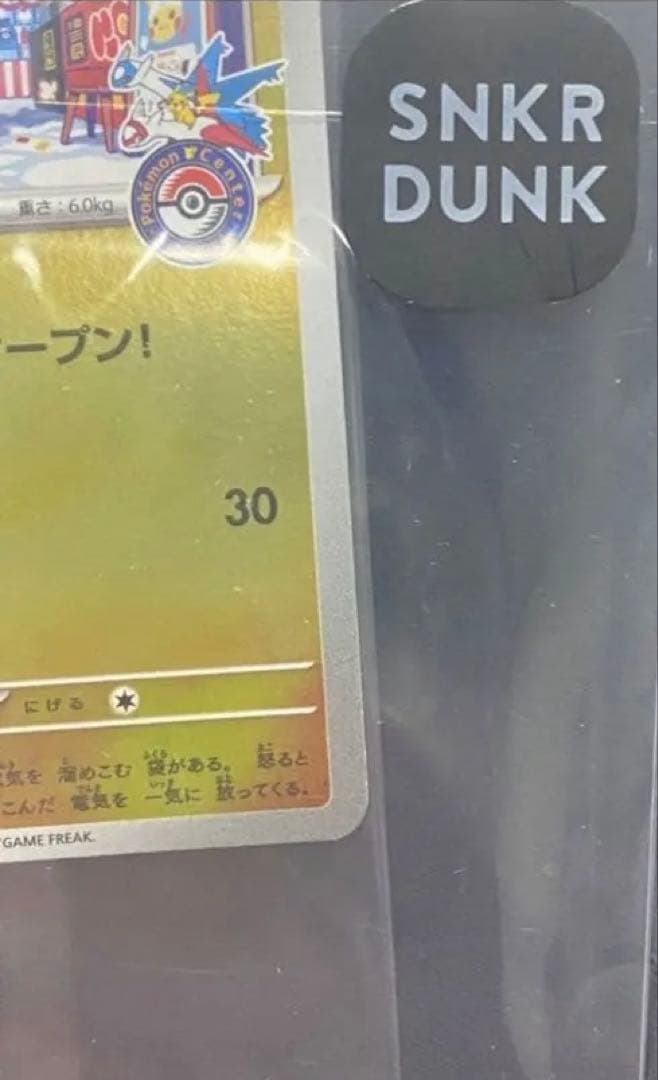 SNKR
DUNK
Pokémon Center
重さ：6.0kg
ープン!
30
にげる
気を 溜めこむ 袋がある。 怒ると
こんだ 電気を 一気に 放ってくる。
GAME FREAK.